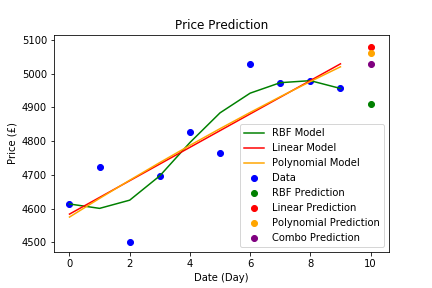 Price Prediction
5100
5000
4900
4800
4700
4600
4500
Price (£)
0
2
4
6
8
10
Date (Day)
RBF Model
Linear Model
Polynomial Model
Data
RBF Prediction
Linear Prediction
Polynomial Prediction
Combo Prediction